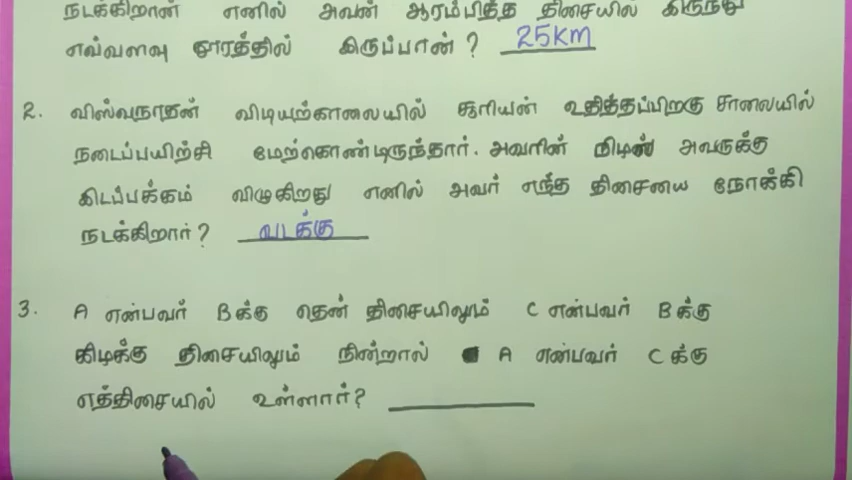 நடக்கிறான் எனில் அவன் ஆரம்பித்த திசையில் இருந்து
எவ்வளவு தூரத்தில் இருப்பான்? 25km
2. விஸ்வநாதன் விடியற்காலையில் சூரியன் உதித்தப்பிறகு சாலையில்
நடைப்பயிற்சி மேற்கொண்டிருந்தார். அவரின் நிழல் அவருக்கு
இடப்பக்கம் விழுகிறது எனில் அவர் எந்த திசையை நோக்கி
நடக்கிறார்? வடக்கு
3. A என்பவர் Bக்கு தென் திசையிலும் C என்பவர் Bக்கு
கிழக்கு திசையிலும் நின்றால் A என்பவர் C க்கு
எத்திசையில் உள்ளார்?